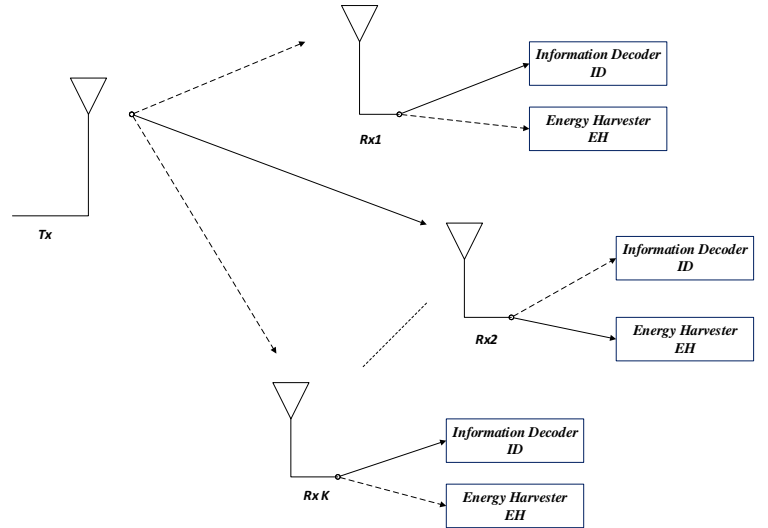 Information Decoder
ID
Energy Harvester
EH
Rx1
Tx
Information Decoder
ID
Energy Harvester
EH
Rx2
Information Decoder
ID
Energy Harvester
EH
Rx K